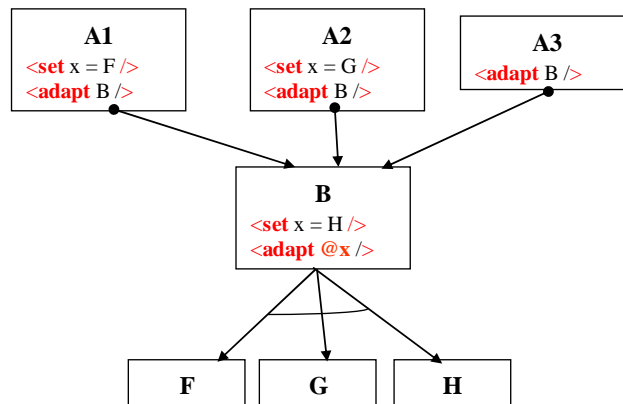 A1
<set x = F />
<adapt B />
A2
<set x = G />
<adapt B />
A3
<adapt B />
B
<set x = H />
<adapt @x />
F
G
H